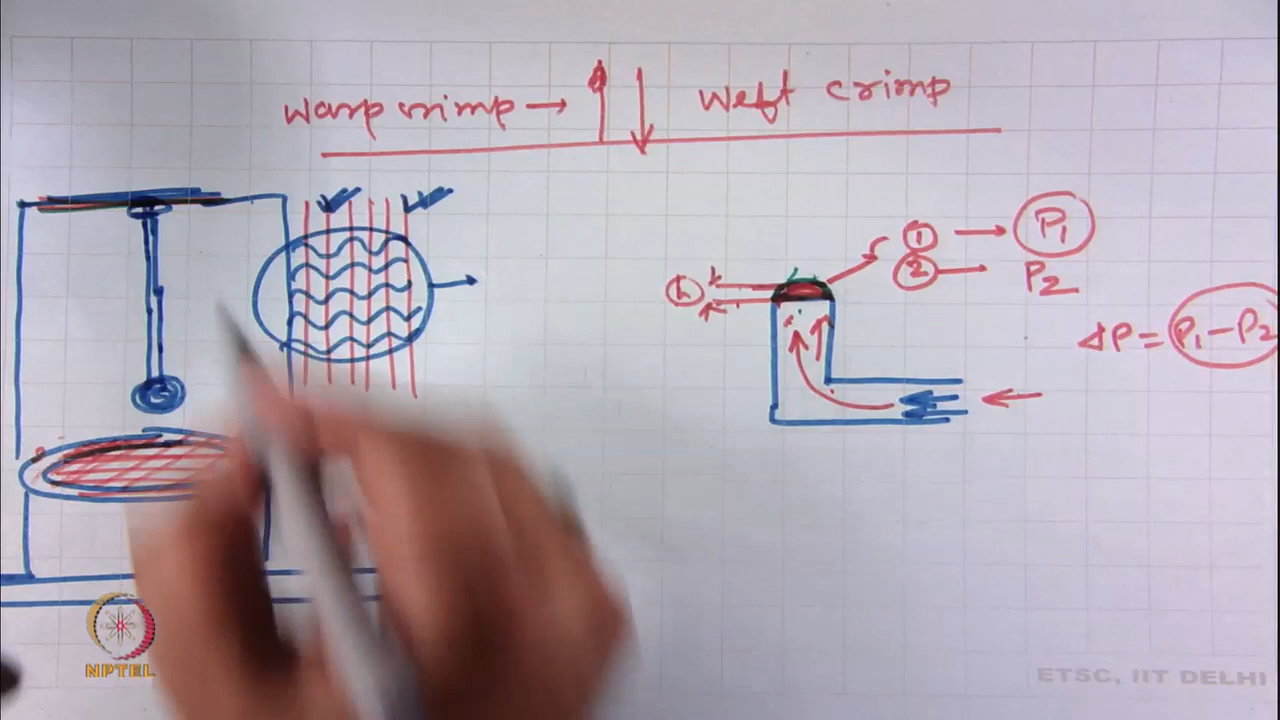 Warp crimp → ↑ ↓ Weft crimp
① → P₁
② → P₂
h
ΔP = P₁ - P₂
NPTEL
ETSC, IIT DELHI